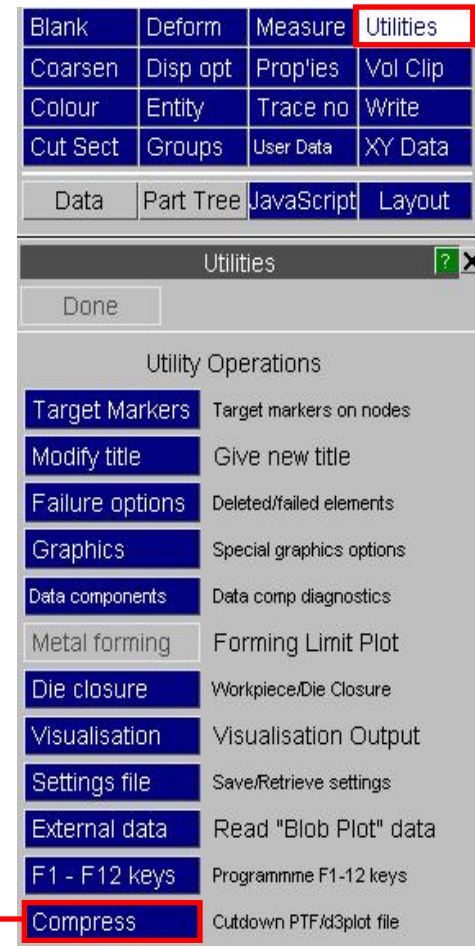 Blank Deform Measure Utilities
Coarsen Disp opt Prop'ies Vol Clip
Colour Entity Trace no Write
Cut Sect Groups User Data XY Data
Data Part Tree JavaScript Layout
Utilities ? X
Done
Utility Operations
Target Markers Target markers on nodes
Modify title Give new title
Failure options Deleted/failed elements
Graphics Special graphics options
Data components Data comp diagnostics
Metal forming Forming Limit Plot
Die closure Workpiece/Die Closure
Visualisation Visualisation Output
Settings file Save/Retrieve settings
External data Read "Blob Plot" data
F1 - F12 keys Programmme F1-12 keys
Compress Cutdown PTF/d3plot file